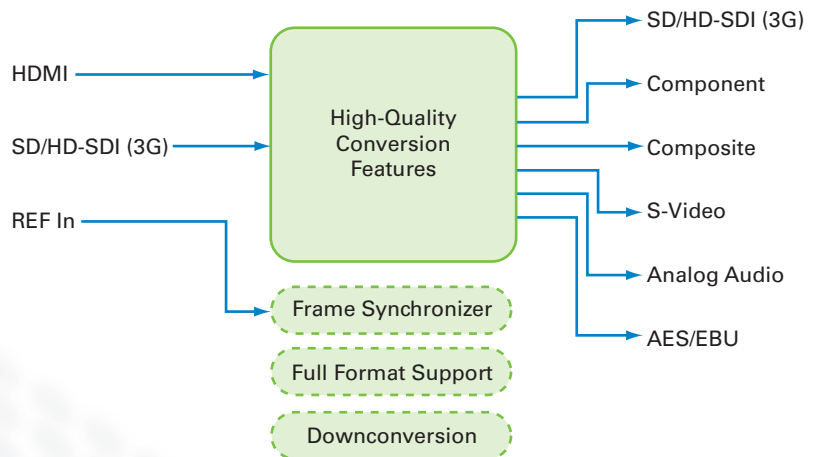 HDMI
SD/HD-SDI (3G)
REF In
High-Quality
Conversion
Features
Frame Synchronizer
Full Format Support
Downconversion
SD/HD-SDI (3G)
Component
Composite
S-Video
Analog Audio
AES/EBU